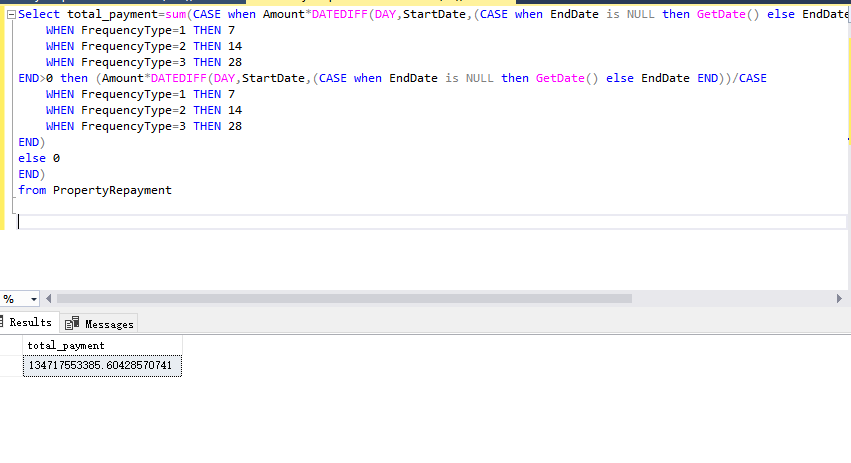 Select total_payment=sum(CASE when Amount*DATEDIFF(DAY,StartDate,(CASE when EndDate is NULL then GetDate() else EndDate
WHEN FrequencyType=1 THEN 7
WHEN FrequencyType=2 THEN 14
WHEN FrequencyType=3 THEN 28
END>0 then (Amount*DATEDIFF(DAY,StartDate,(CASE when EndDate is NULL then GetDate() else EndDate END))/CASE
WHEN FrequencyType=1 THEN 7
WHEN FrequencyType=2 THEN 14
WHEN FrequencyType=3 THEN 28
END)
else 0
END)
from PropertyRepayment
%
Results Messages
total_payment
134717553385.60428570741